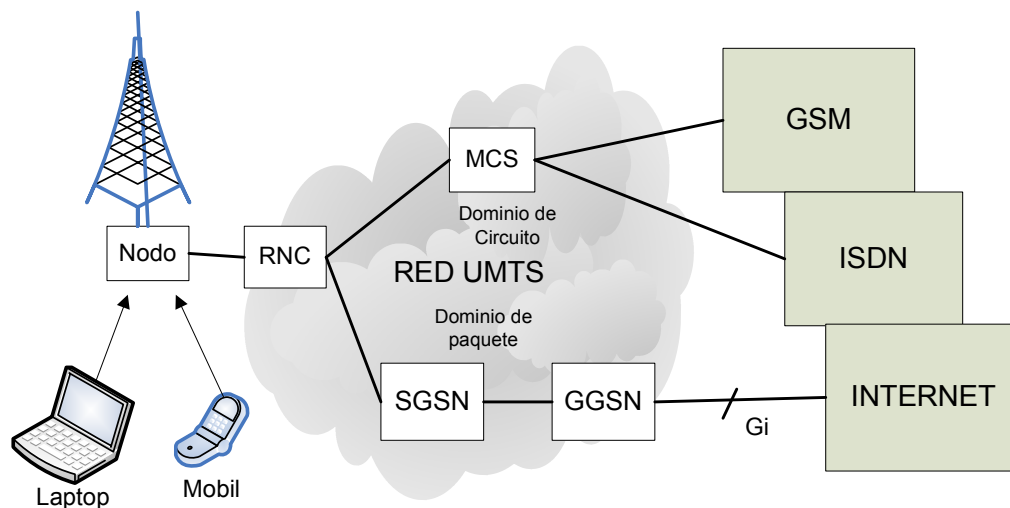 GSM
MCS
Dominio de
Circuito
Nodo
RNC
RED UMTS
ISDN
Dominio de
paquete
SGSN
GGSN
INTERNET
Gi
Laptop
Mobil